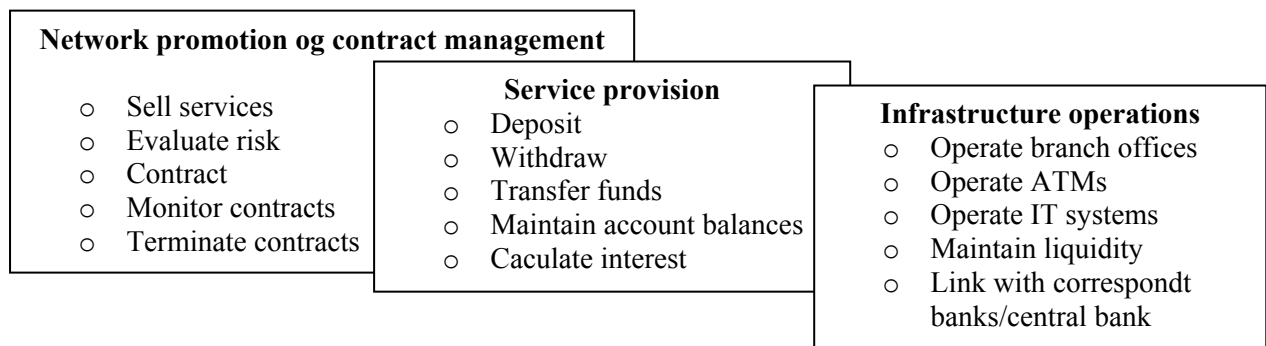 Network promotion og contract management
o Sell services
o Evaluate risk
o Contract
o Monitor contracts
o Terminate contracts
Service provision
o Deposit
o Withdraw
o Transfer funds
o Maintain account balances
o Caculate interest
Infrastructure operations
o Operate branch offices
o Operate ATMs
o Operate IT systems
o Maintain liquidity
o Link with correspondt
banks/central bank